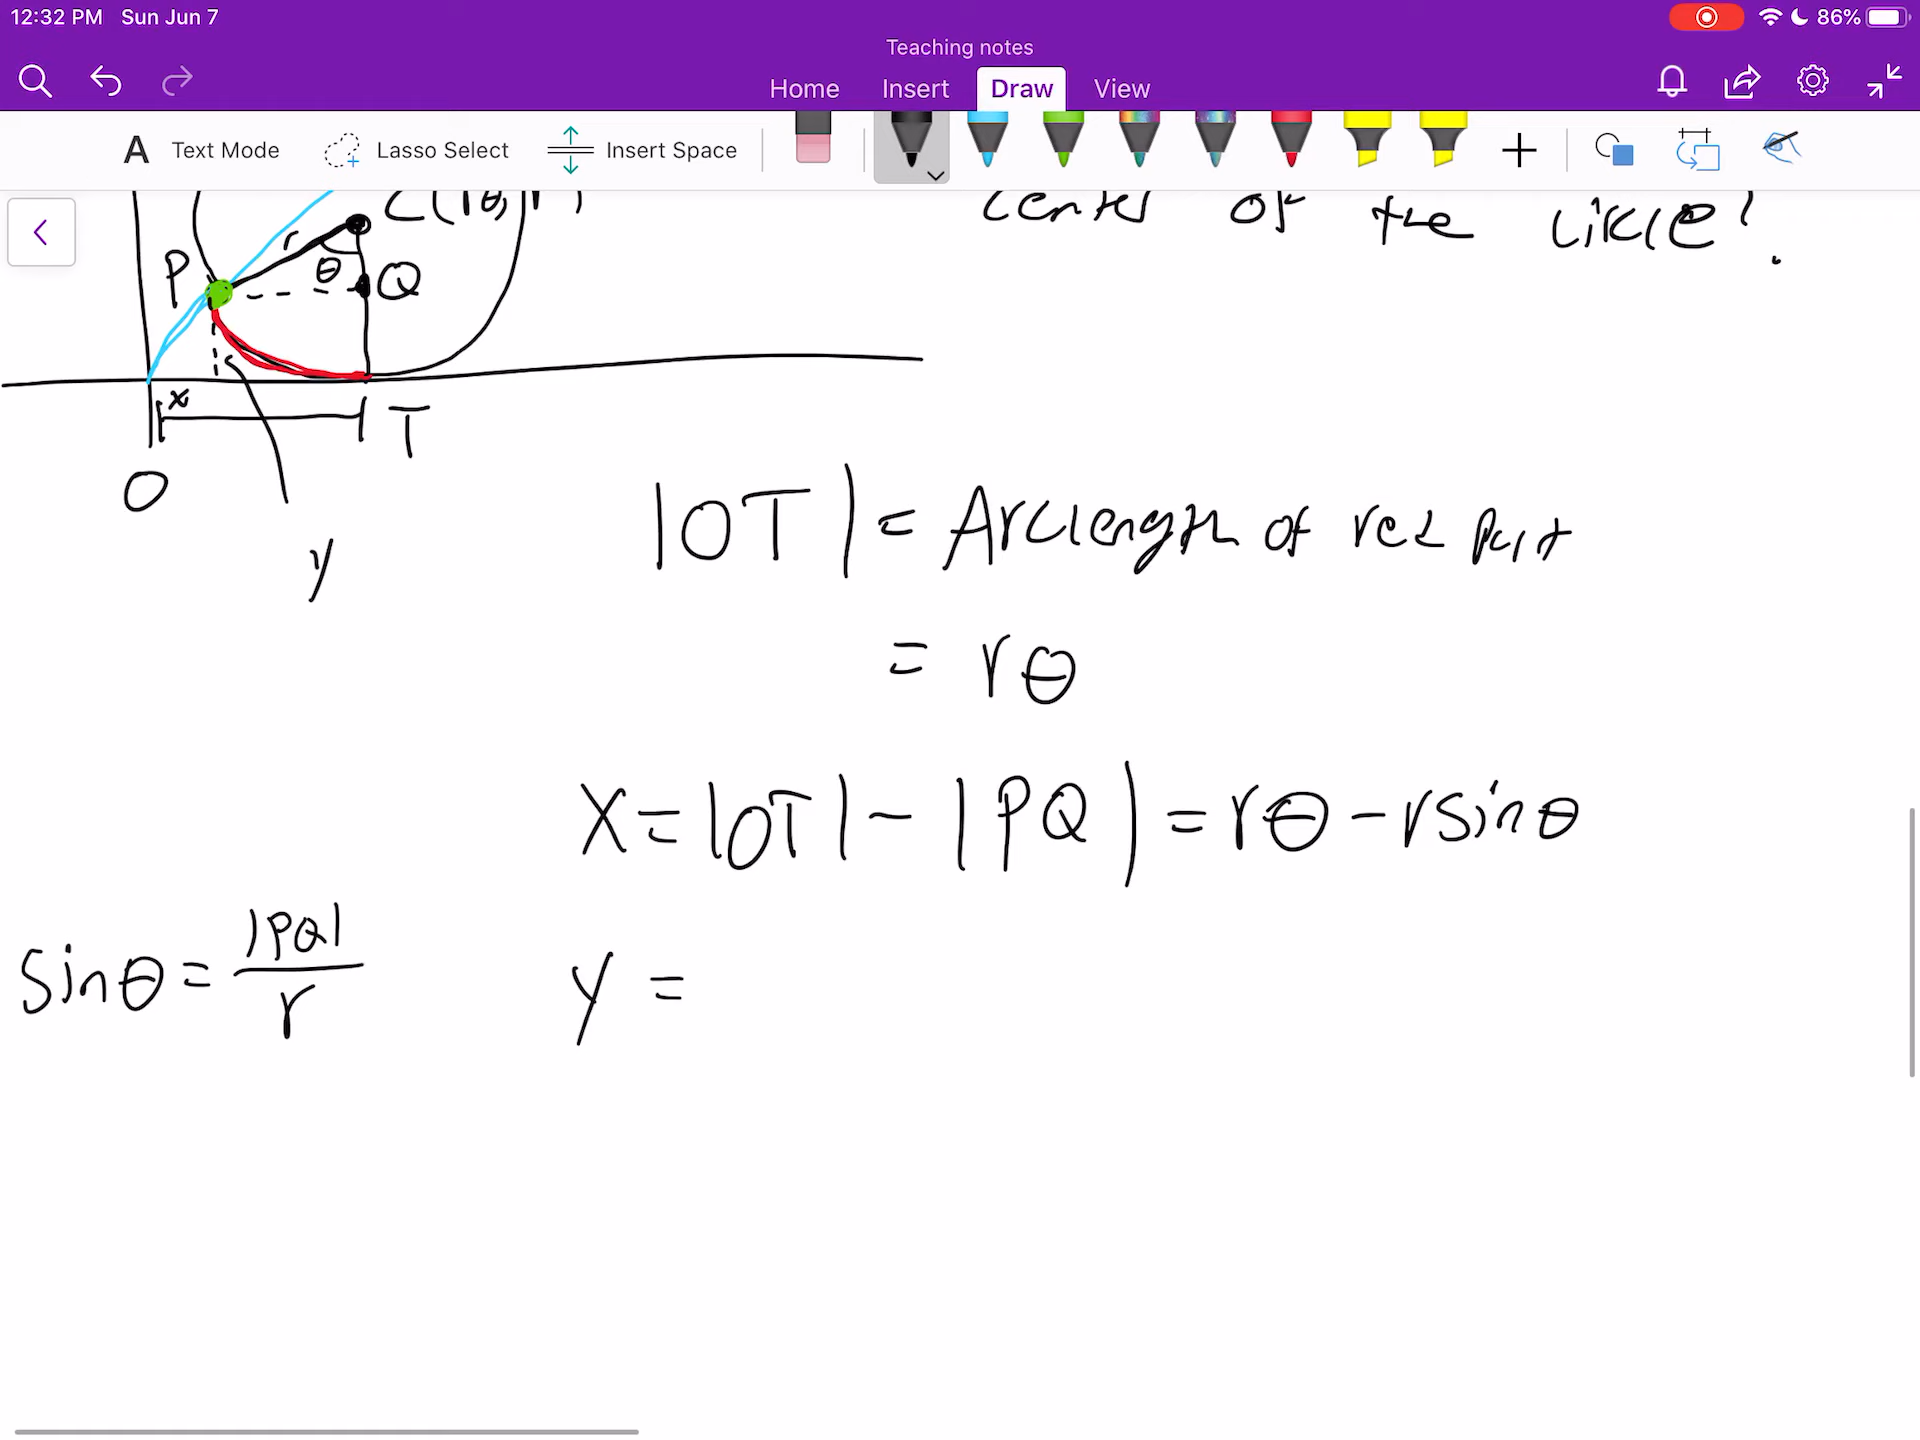 12:32 PM Sun Jun 7
86%
Teaching notes
Home Insert Draw View
A Text Mode Lasso Select Insert Space
C(rθ, r)
center of the circle?
r
P θ Q
x
T
O
y
|OT| = Arclength of red part
= rθ
x = |OT| - |PQ| = rθ - r sin θ
sin θ = |PQ| / r
y =